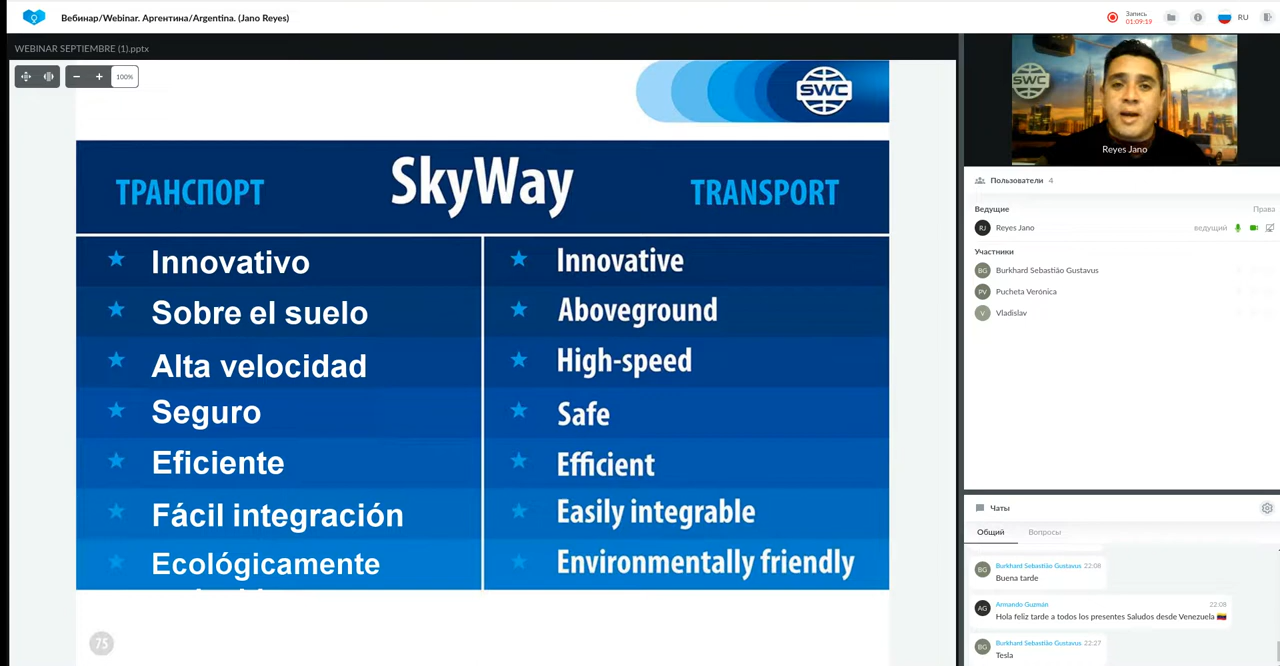 Вебинар/Webinar. Аргентина/Argentina. (Jano Reyes)
Запись
01:09:19
RU
WEBINAR SEPTIEMBRE (1).pptx
100%
SWC
ТРАНСПОРТ
SkyWay
TRANSPORT
Innovativo
Innovative
Sobre el suelo
Aboveground
Alta velocidad
High-speed
Seguro
Safe
Eficiente
Efficient
Fácil integración
Easily integrable
Ecológicamente
Environmentally friendly
75
SWC
Reyes Jano
Пользователи 4
Ведущие Права
RJ Reyes Jano ведущий
Участники
BG Burkhard Sebastião Gustavus
PV Pucheta Verónica
V Vladislav
Чаты
Общий Вопросы
BG Burkhard Sebastião Gustavus 22:08
Buena tarde
AG Armando Guzmán 22:08
Hola feliz tarde a todos los presentes Saludos desde Venezuela 🇻🇪
BG Burkhard Sebastião Gustavus 22:27
Tesla